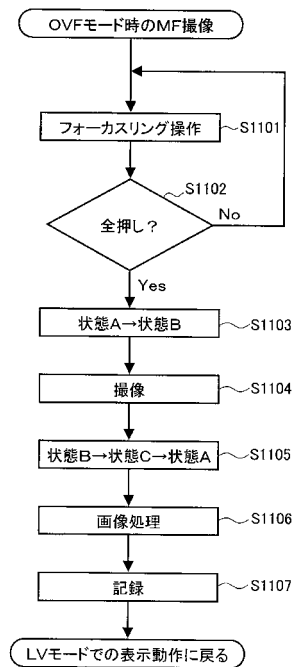 OVFモード時のMF撮像
フォーカスリング操作
S1101
S1102
全押し？
No
Yes
状態A→状態B
S1103
撮像
S1104
状態B→状態C→状態A
S1105
画像処理
S1106
記録
S1107
LVモードでの表示動作に戻る